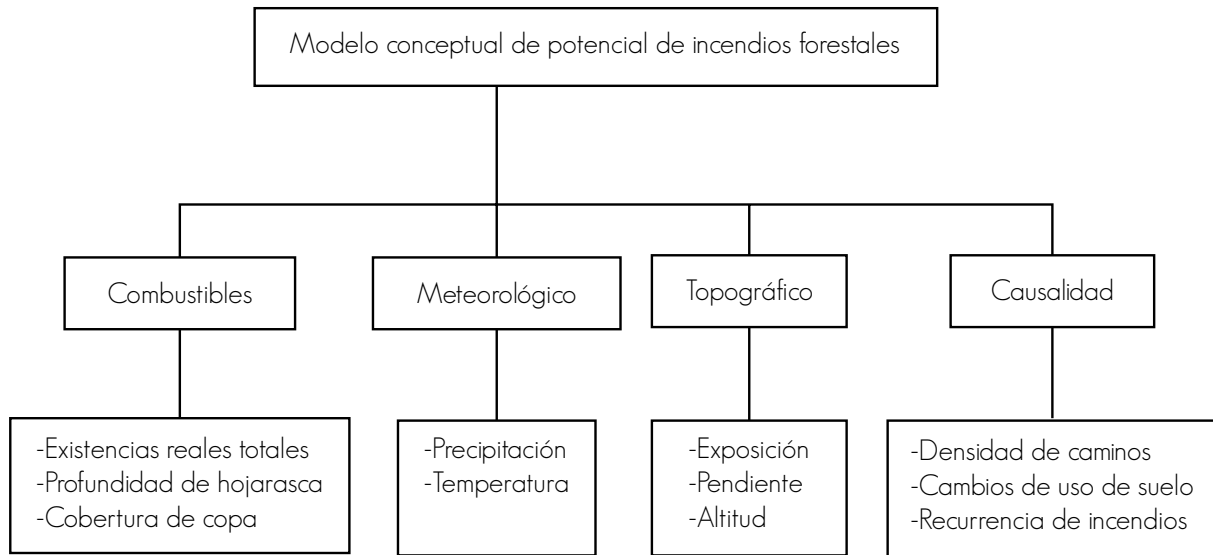 Modelo conceptual de potencial de incendios forestales
Combustibles
Meteorológico
Topográfico
Causalidad
-Existencias reales totales
-Profundidad de hojarasca
-Cobertura de copa
-Precipitación
-Temperatura
-Exposición
-Pendiente
-Altitud
-Densidad de caminos
-Cambios de uso de suelo
-Recurrencia de incendios